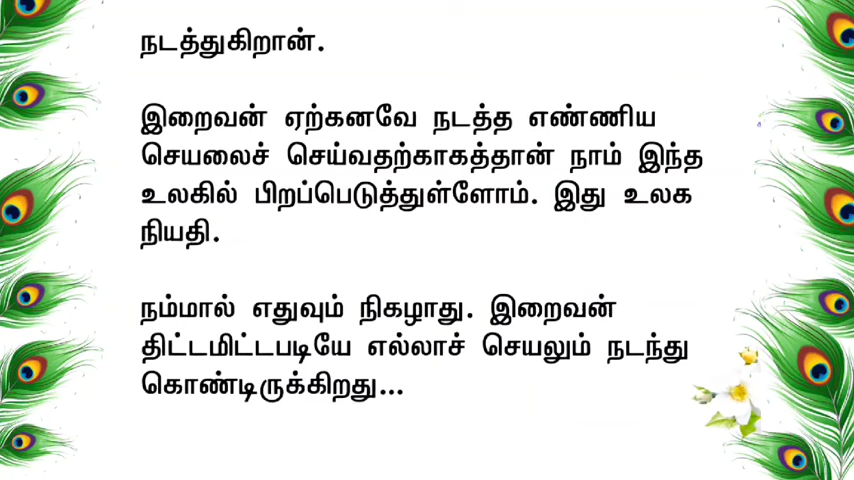 நடத்துகிறான்.
இறைவன் ஏற்கனவே நடத்த எண்ணிய
செயலைச் செய்வதற்காகத்தான் நாம் இந்த
உலகில் பிறப்பெடுத்துள்ளோம். இது உலக
நியதி.
நம்மால் எதுவும் நிகழாது. இறைவன்
திட்டமிட்டபடியே எல்லாச் செயலும் நடந்து
கொண்டிருக்கிறது...